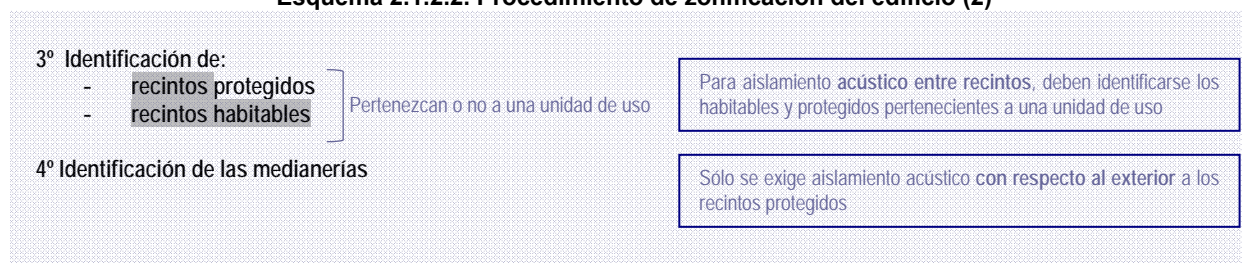 Esquema 2.1.2.2. Procedimiento de zonificación del edificio (2)
3º Identificación de:
- recintos protegidos
- recintos habitables
Pertenezcan o no a una unidad de uso
Para aislamiento acústico entre recintos, deben identificarse los
habitables y protegidos pertenecientes a una unidad de uso
4º Identificación de las medianerías
Sólo se exige aislamiento acústico con respecto al exterior a los
recintos protegidos